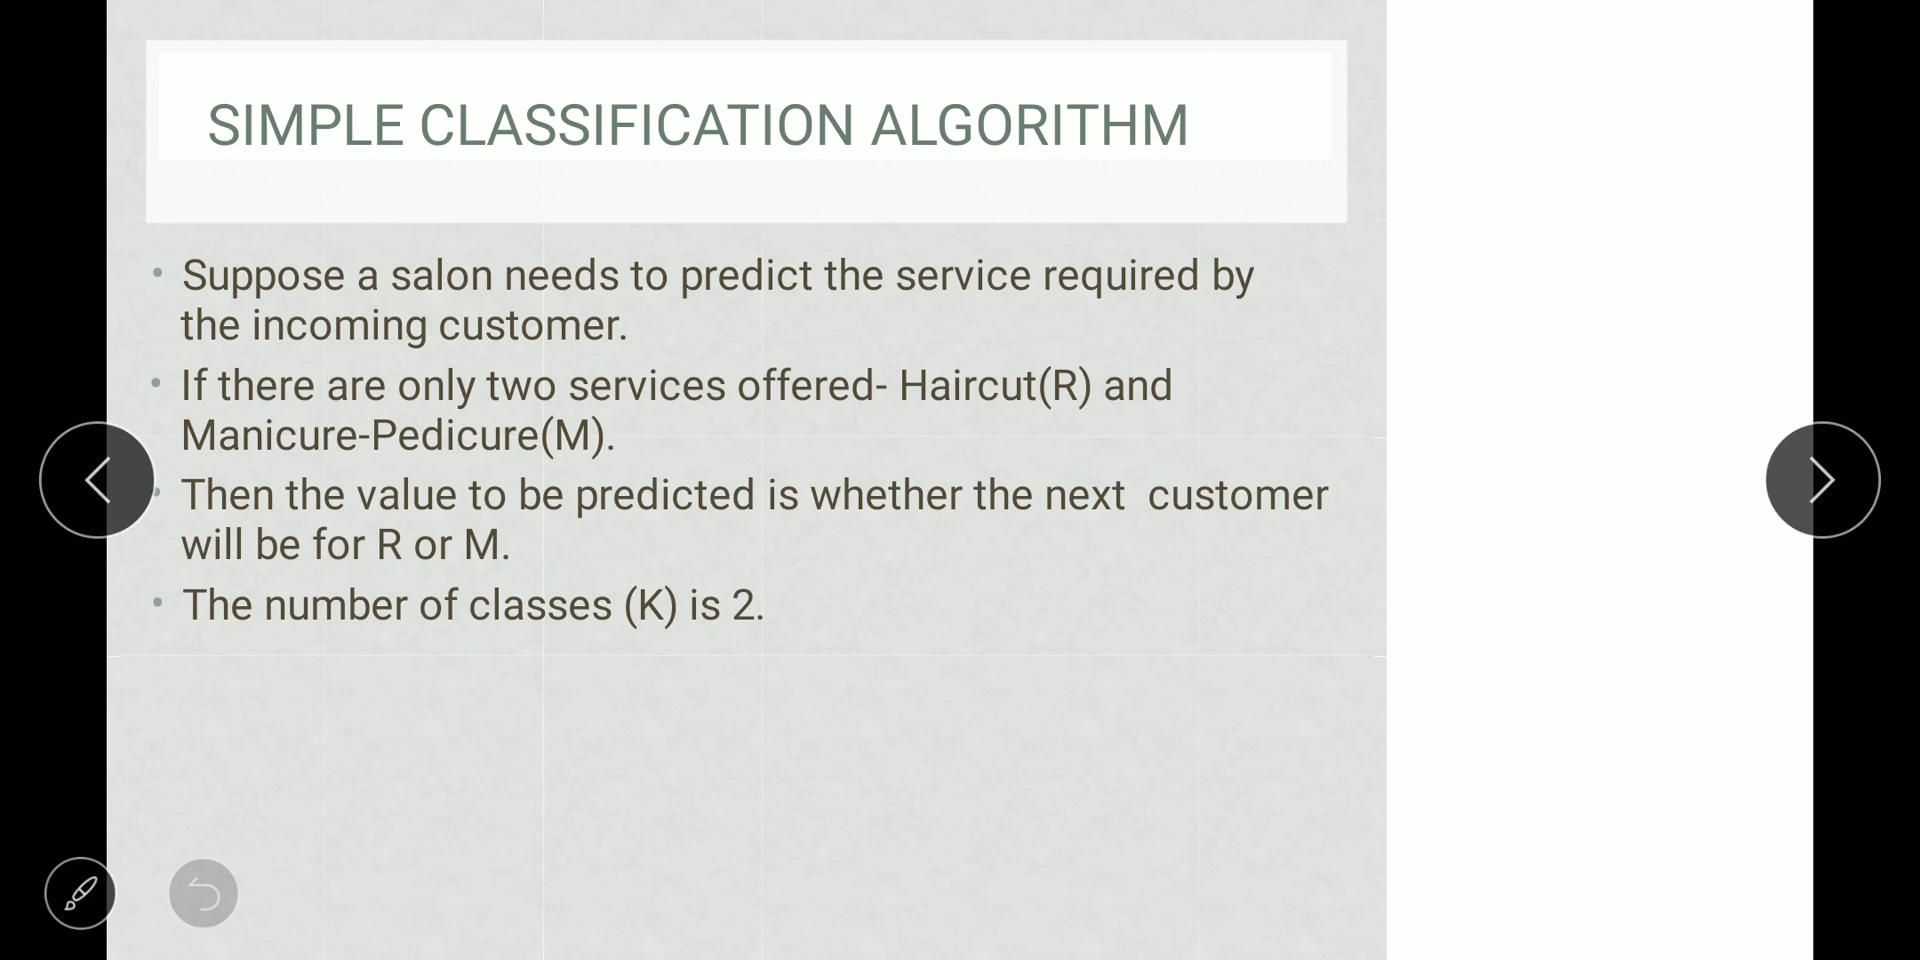 SIMPLE CLASSIFICATION ALGORITHM
• Suppose a salon needs to predict the service required by
the incoming customer.
• If there are only two services offered- Haircut(R) and
Manicure-Pedicure(M).
• Then the value to be predicted is whether the next  customer
will be for R or M.
• The number of classes (K) is 2.